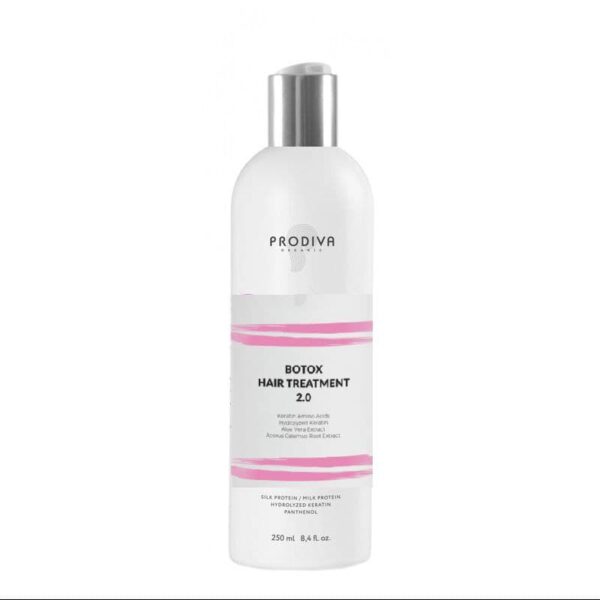 PRODIVA
ORGANIC
BOTOX
HAIR TREATMENT
2.0
Keratin Amino Acids
Hydrolyzed Keratin
Aloe Vera Extract
Acorus Calamus Root Extract
SILK PROTEIN / MILK PROTEIN
HYDROLYZED KERATIN
PANTHENOL
250 ml 8,4 fl. oz.